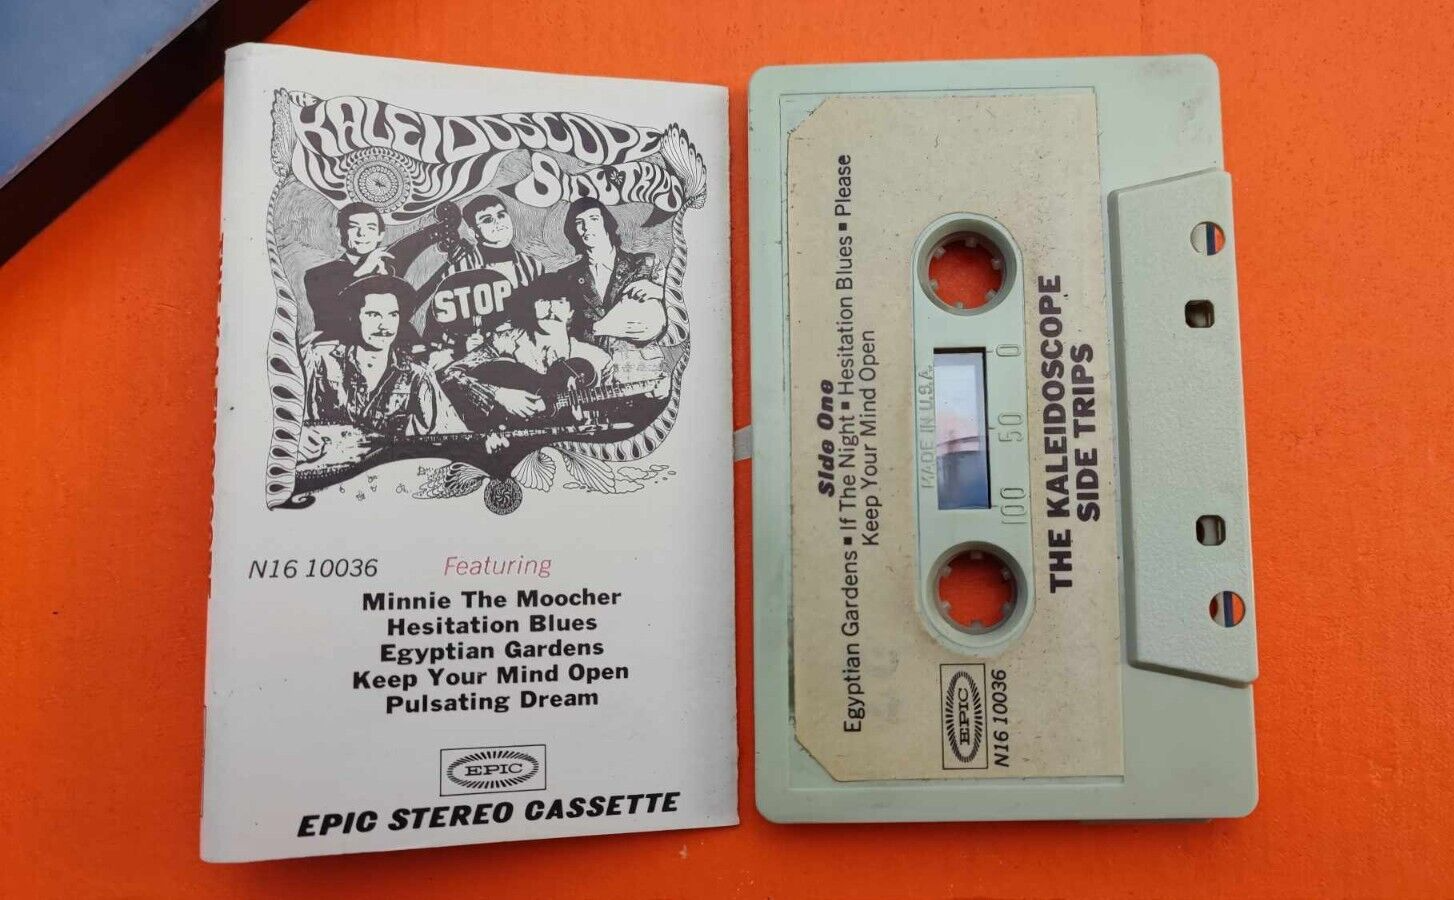 THE KALEIDOSCOPE
SIDE TRIPS
STOP
N16 10036
Featuring
Minnie The Moocher
Hesitation Blues
Egyptian Gardens
Keep Your Mind Open
Pulsating Dream
EPIC
EPIC STEREO CASSETTE
Side One
Egyptian Gardens ▪ If The Night ▪ Hesitation Blues ▪ Please
Keep Your Mind Open
MADE IN U.S.A.
100 50 0
THE KALEIDOSCOPE
SIDE TRIPS
EPIC
N16 10036